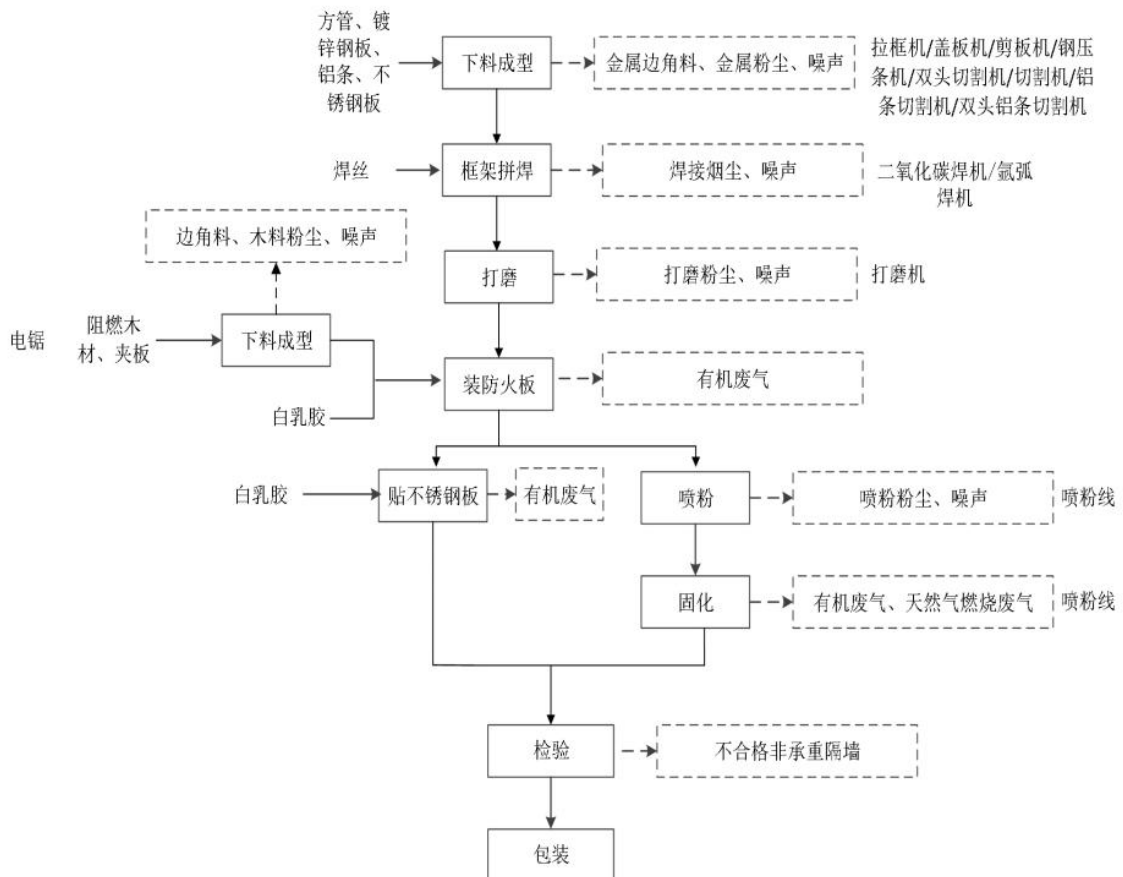 方管、镀
锌钢板、
铝条、不
锈钢板
下料成型
金属边角料、金属粉尘、噪声
拉框机/盖板机/剪板机/钢压
条机/双头切割机/切割机/铝
条切割机/双头铝条切割机
焊丝
框架拼焊
焊接烟尘、噪声
二氧化碳焊机/氩弧
焊机
边角料、木料粉尘、噪声
打磨
打磨粉尘、噪声
打磨机
电锯
阻燃木
材、夹板
下料成型
装防火板
有机废气
白乳胶
白乳胶
贴不锈钢板
有机废气
喷粉
喷粉粉尘、噪声
喷粉线
固化
有机废气、天然气燃烧废气
喷粉线
检验
不合格非承重隔墙
包装